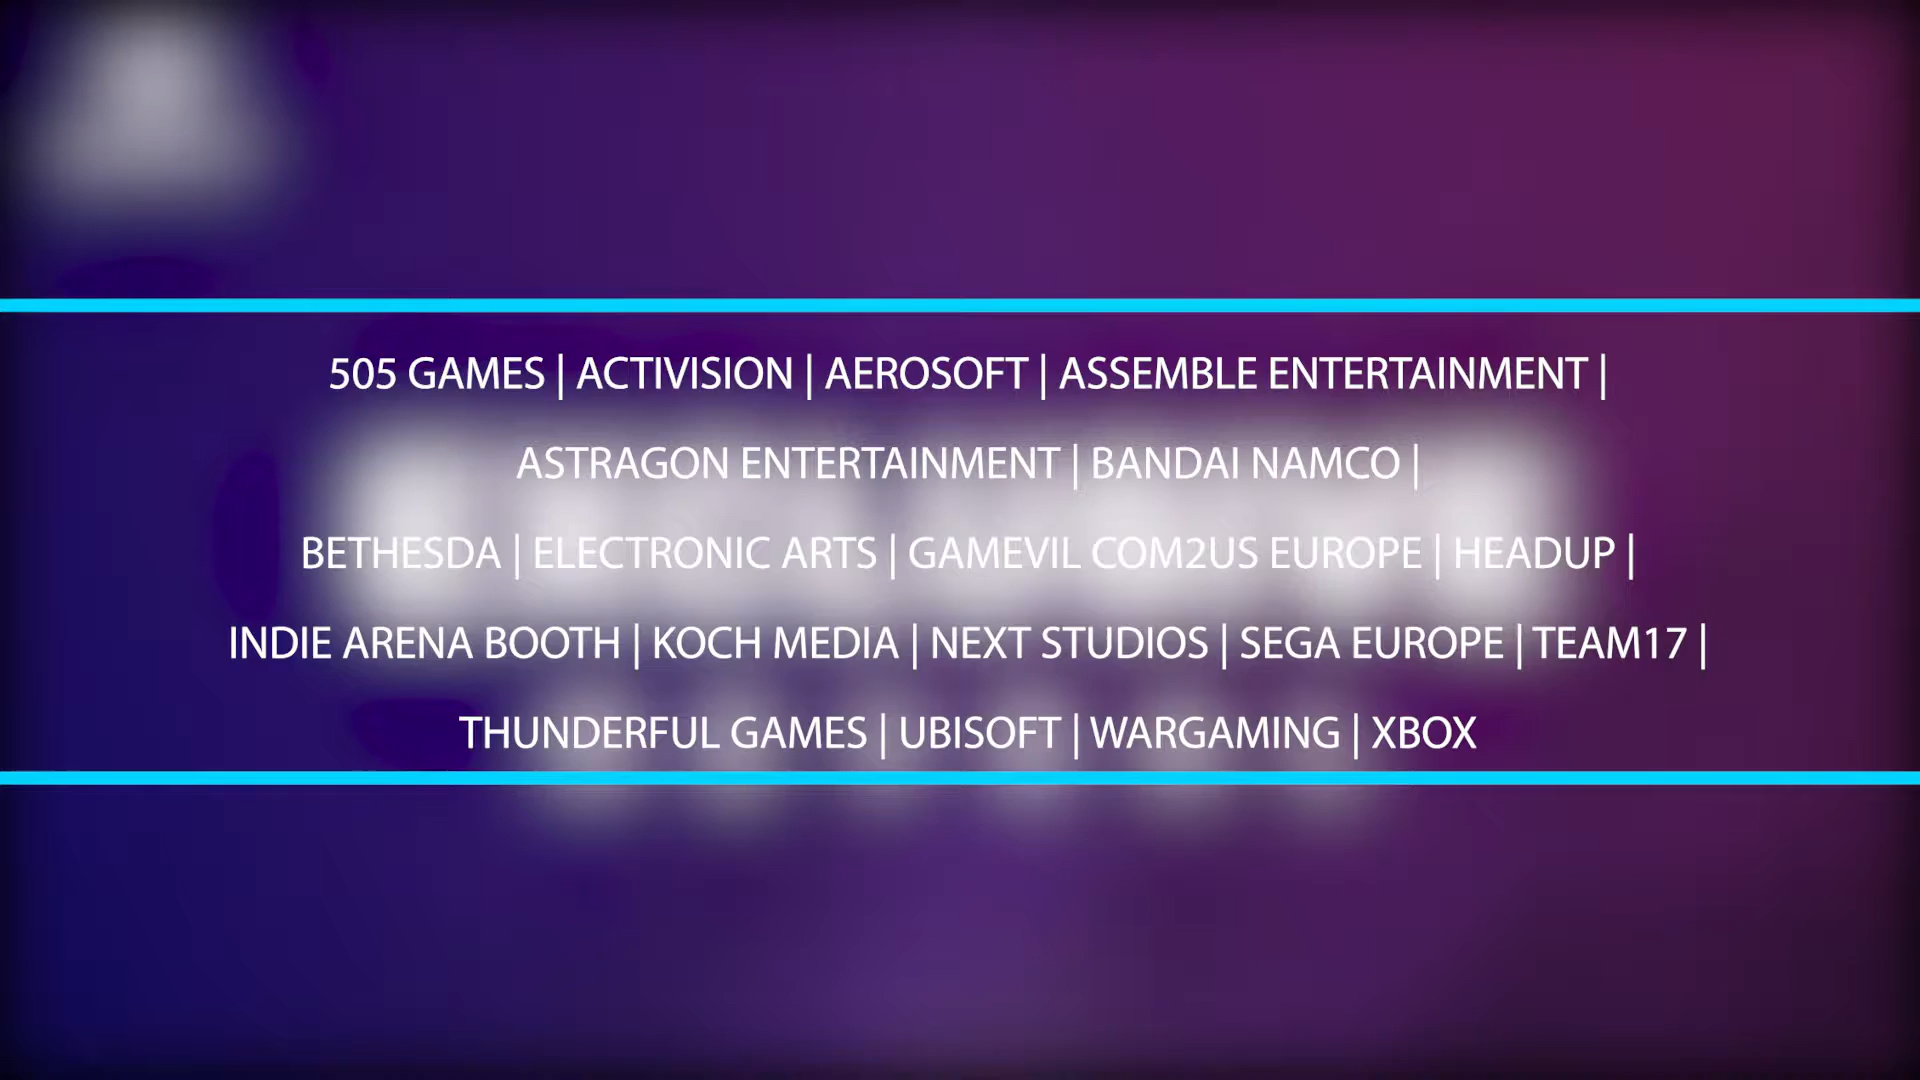 505 GAMES | ACTIVISION | AEROSOFT | ASSEMBLE ENTERTAINMENT |
ASTRAGON ENTERTAINMENT | BANDAI NAMCO |
BETHESDA | ELECTRONIC ARTS | GAMEVIL COM2US EUROPE | HEADUP |
INDIE ARENA BOOTH | KOCH MEDIA | NEXT STUDIOS | SEGA EUROPE | TEAM17 |
THUNDERFUL GAMES | UBISOFT | WARGAMING | XBOX